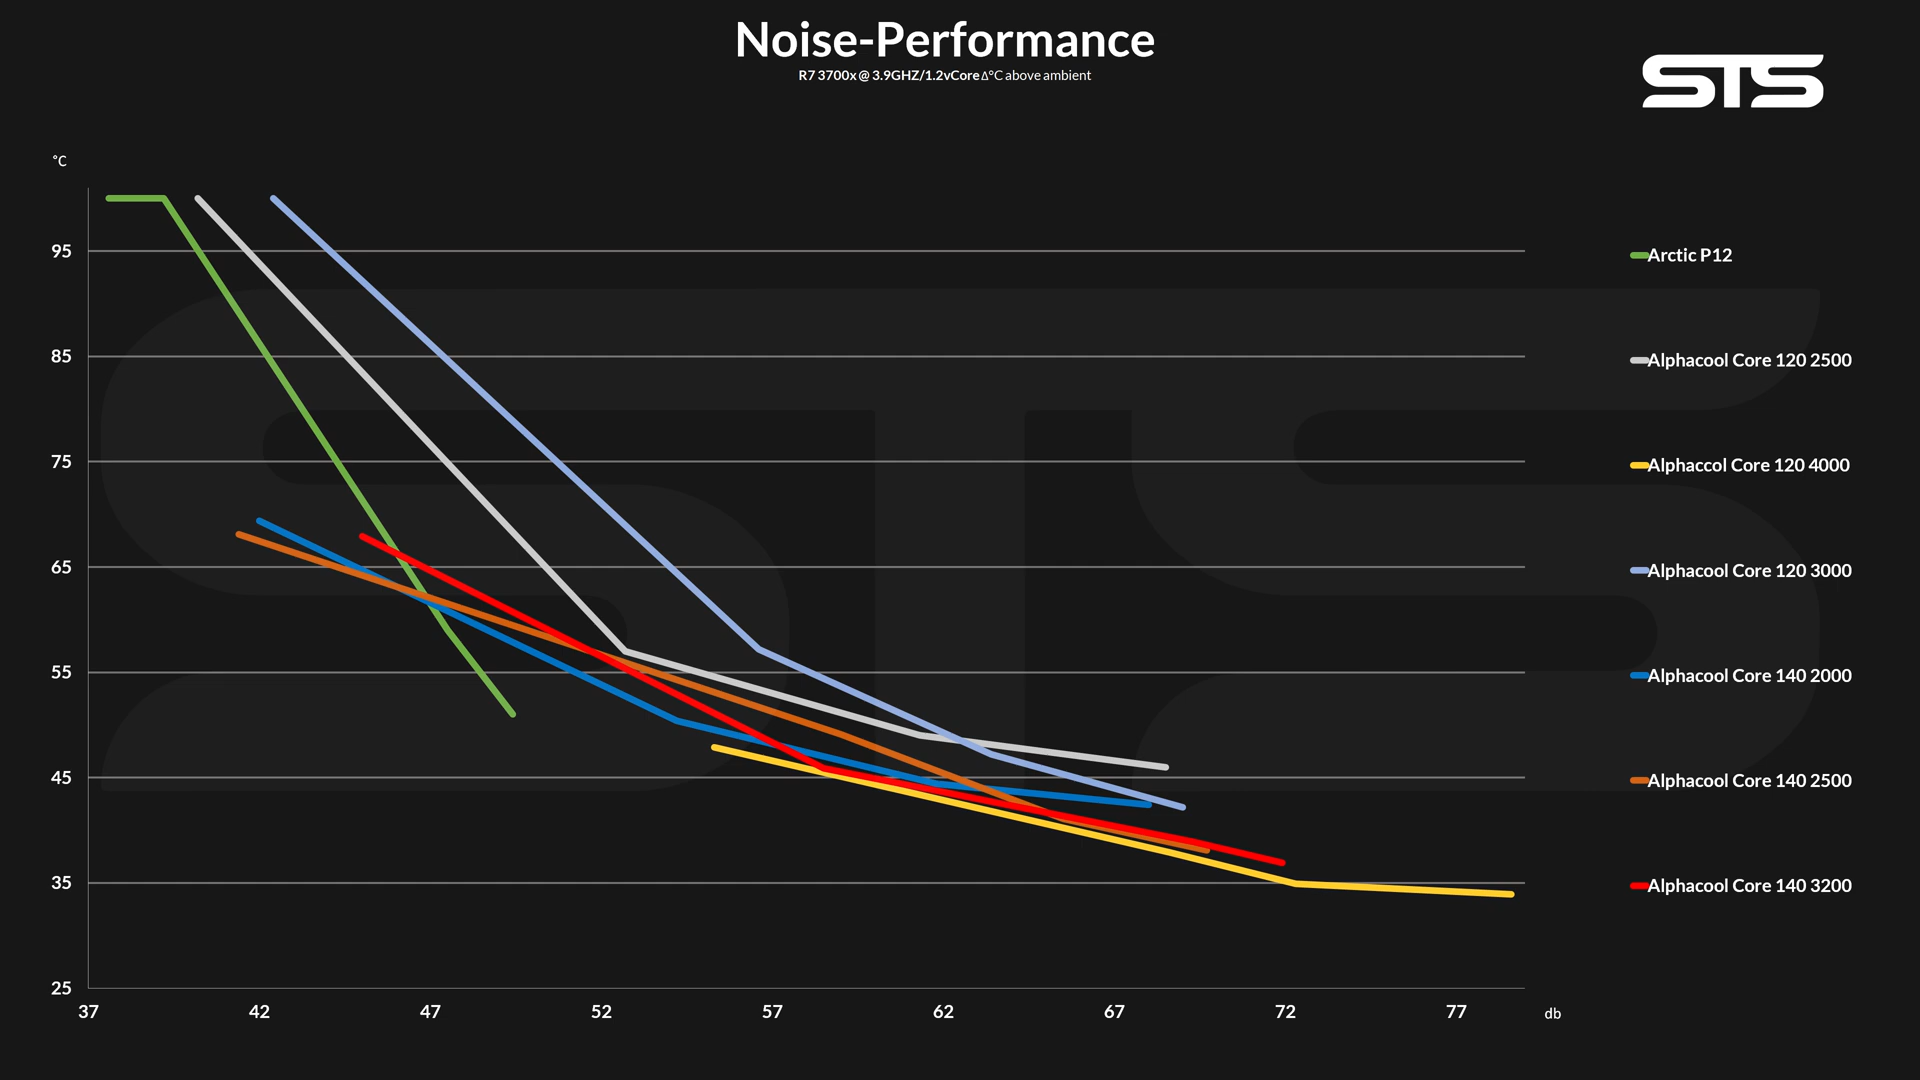 Noise-Performance
R7 3700x @ 3.9GHZ/1.2vCore Δ°C above ambient
STS
°C
95
85
75
65
55
45
35
25
37 42 47 52 57 62 67 72 77 db
Arctic P12
Alphacool Core 120 2500
Alphaccol Core 120 4000
Alphacool Core 120 3000
Alphacool Core 140 2000
Alphacool Core 140 2500
Alphacool Core 140 3200
STS